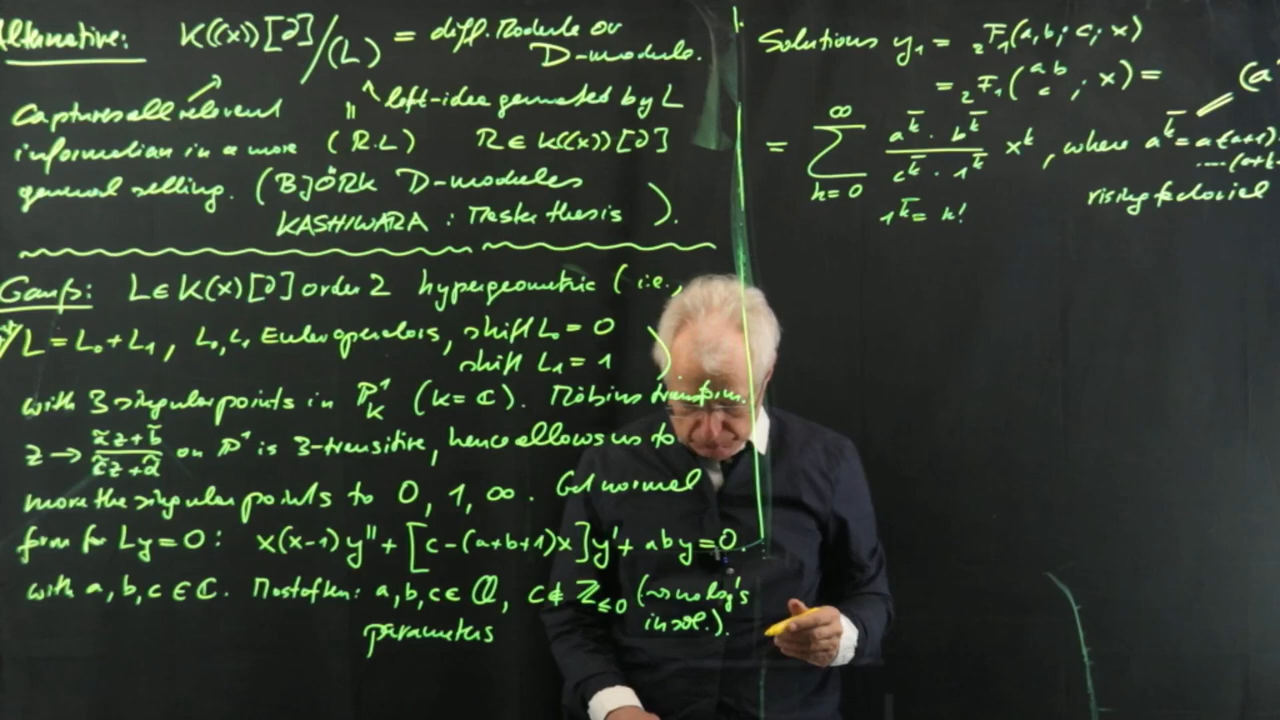 Alternative: K((x))[∂]/(L) = diff. Module or
D-module.
Captures all relevant " ^ left-idea generated by L
information in a more (R.L) R ∈ K((x))[∂]
general setting. (BJÖRK D-modules
KASHIWARA : Master thesis ).
Gauß: L ∈ K(x)[∂] order 2 hypergeometric (i.e.,
L = L₀ + L₁, L₀, L₁ Euler operators, shift L₀ = 0
shift L₁ = 1 )
with 3 singular points in ℙ¹_K (K = ℂ). Möbius transform.
z → (ãz + b̃)/(c̃z + d̃) on ℙ¹ is 3-transitive, hence allows us to
move the singular points to 0, 1, ∞. Get normal
form for Ly = 0: x(x-1)y'' + [c-(a+b+1)x]y' + aby = 0.
with a, b, c ∈ ℂ. Most often: a, b, c ∈ ℚ, c ∉ ℤ≤0 (no log's
parameters in sol.).
Solutions y₁ = ₂F₁(a, b; c; x)
= ₂F₁(a b / c ; x) = (a
= ∑_{k=0}^∞ (a^k̅ · b^k̅)/(c^k̅ · 1^k̅) x^k, where a^k̅ = a(a+1)
....(a+k
1^k̅ = k! rising factorial